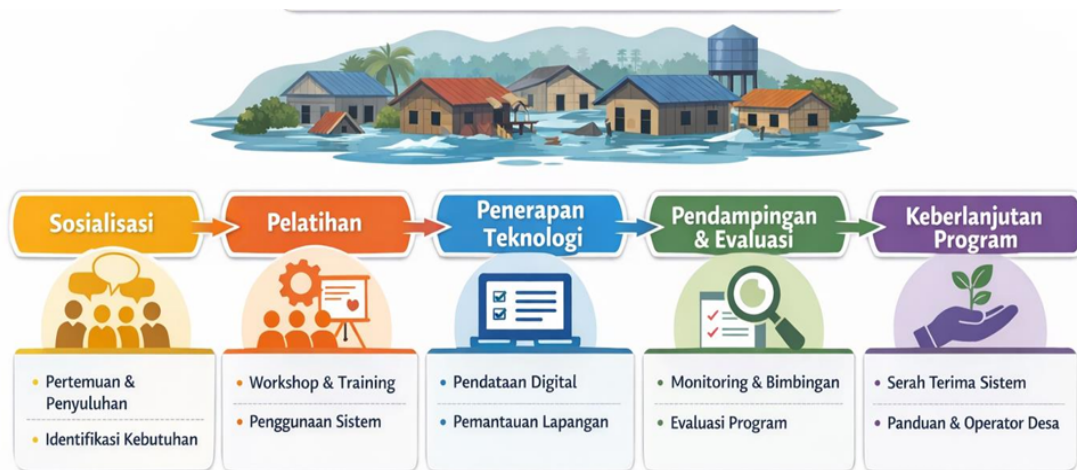 Sosialisasi
Pertemuan &
Penyuluhan
Identifikasi Kebutuhan
Pelatihan
Workshop & Training
Penggunaan Sistem
Penerapan
Teknologi
Pendataan Digital
Pemantauan Lapangan
Pendampingan
& Evaluasi
Monitoring & Bimbingan
Evaluasi Program
Keberlanjutan
Program
Serah Terima Sistem
Panduan & Operator Desa